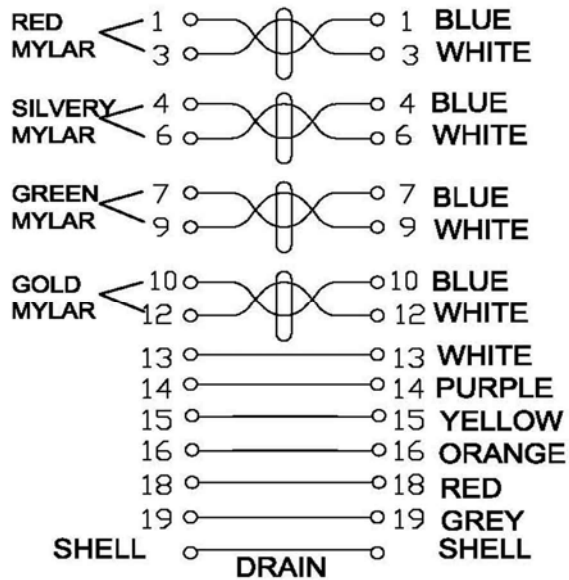 RED MYLAR 1 1 BLUE
3 3 WHITE
SILVERY MYLAR 4 4 BLUE
6 6 WHITE
GREEN MYLAR 7 7 BLUE
9 9 WHITE
GOLD MYLAR 10 10 BLUE
12 12 WHITE
13 13 WHITE
14 14 PURPLE
15 15 YELLOW
16 16 ORANGE
18 18 RED
19 19 GREY
SHELL SHELL
DRAIN